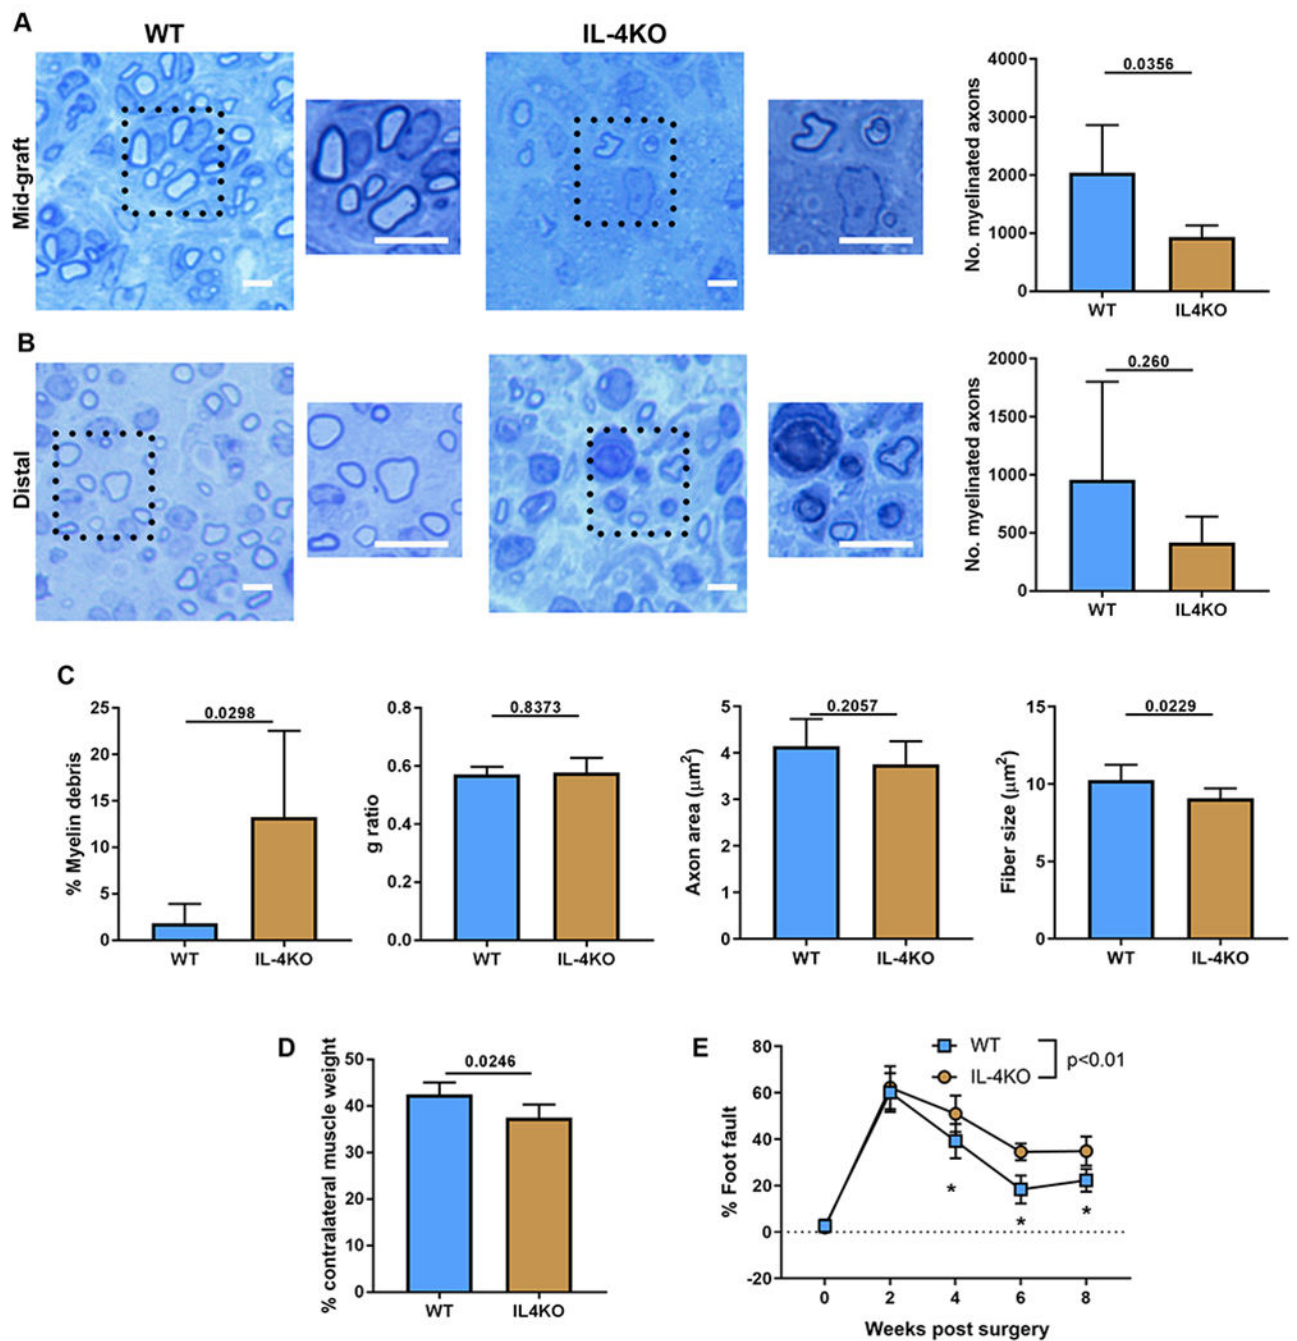 A
WT
IL-4KO
Mid-graft
No. myelinated axons
4000
3000
2000
1000
0
0.0356
WT
IL4KO
B
Distal
No. myelinated axons
2000
1500
1000
500
0
0.260
WT
IL4KO
C
% Myelin debris
25
20
15
10
5
0
0.0298
WT
IL-4KO
g ratio
0.8
0.6
0.4
0.2
0.0
0.8373
WT
IL-4KO
Axon area (μm²)
5
4
3
2
1
0
0.2057
WT
IL-4KO
Fiber size (μm²)
15
10
5
0
0.0229
WT
IL-4KO
D
% contralateral muscle weight
50
40
30
20
10
0
0.0246
WT
IL4KO
E
% Foot fault
80
60
40
20
0
-20
WT
IL-4KO
p<0.01
*
*
*
0 2 4 6 8
Weeks post surgery